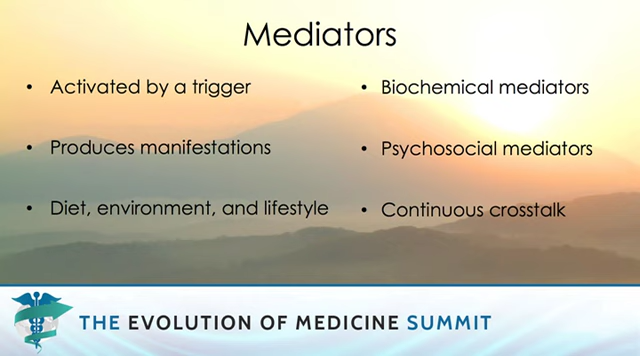 Mediators
• Activated by a trigger
• Produces manifestations
• Diet, environment, and lifestyle
• Biochemical mediators
• Psychosocial mediators
• Continuous crosstalk
THE EVOLUTION OF MEDICINE SUMMIT